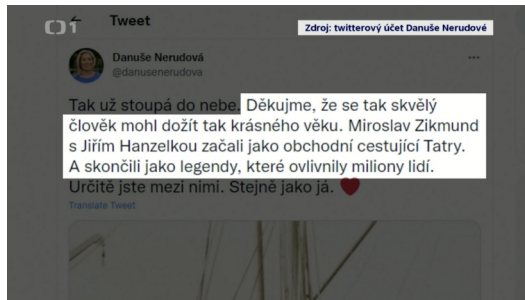 Tweet
Zdroj: twitterový účet Danuše Nerudové
Danuše Nerudová
@danusenerudova
Tak už stoupá do nebe. Děkujme, že se tak skvělý
člověk mohl dožít tak krásného věku. Miroslav Zikmund
s Jiřím Hanzelkou začali jako obchodní cestující Tatry.
A skončili jako legendy, které ovlivnily miliony lidí.
Určitě jste mezi nimi. Stejně jako já. ❤️
Translate Tweet